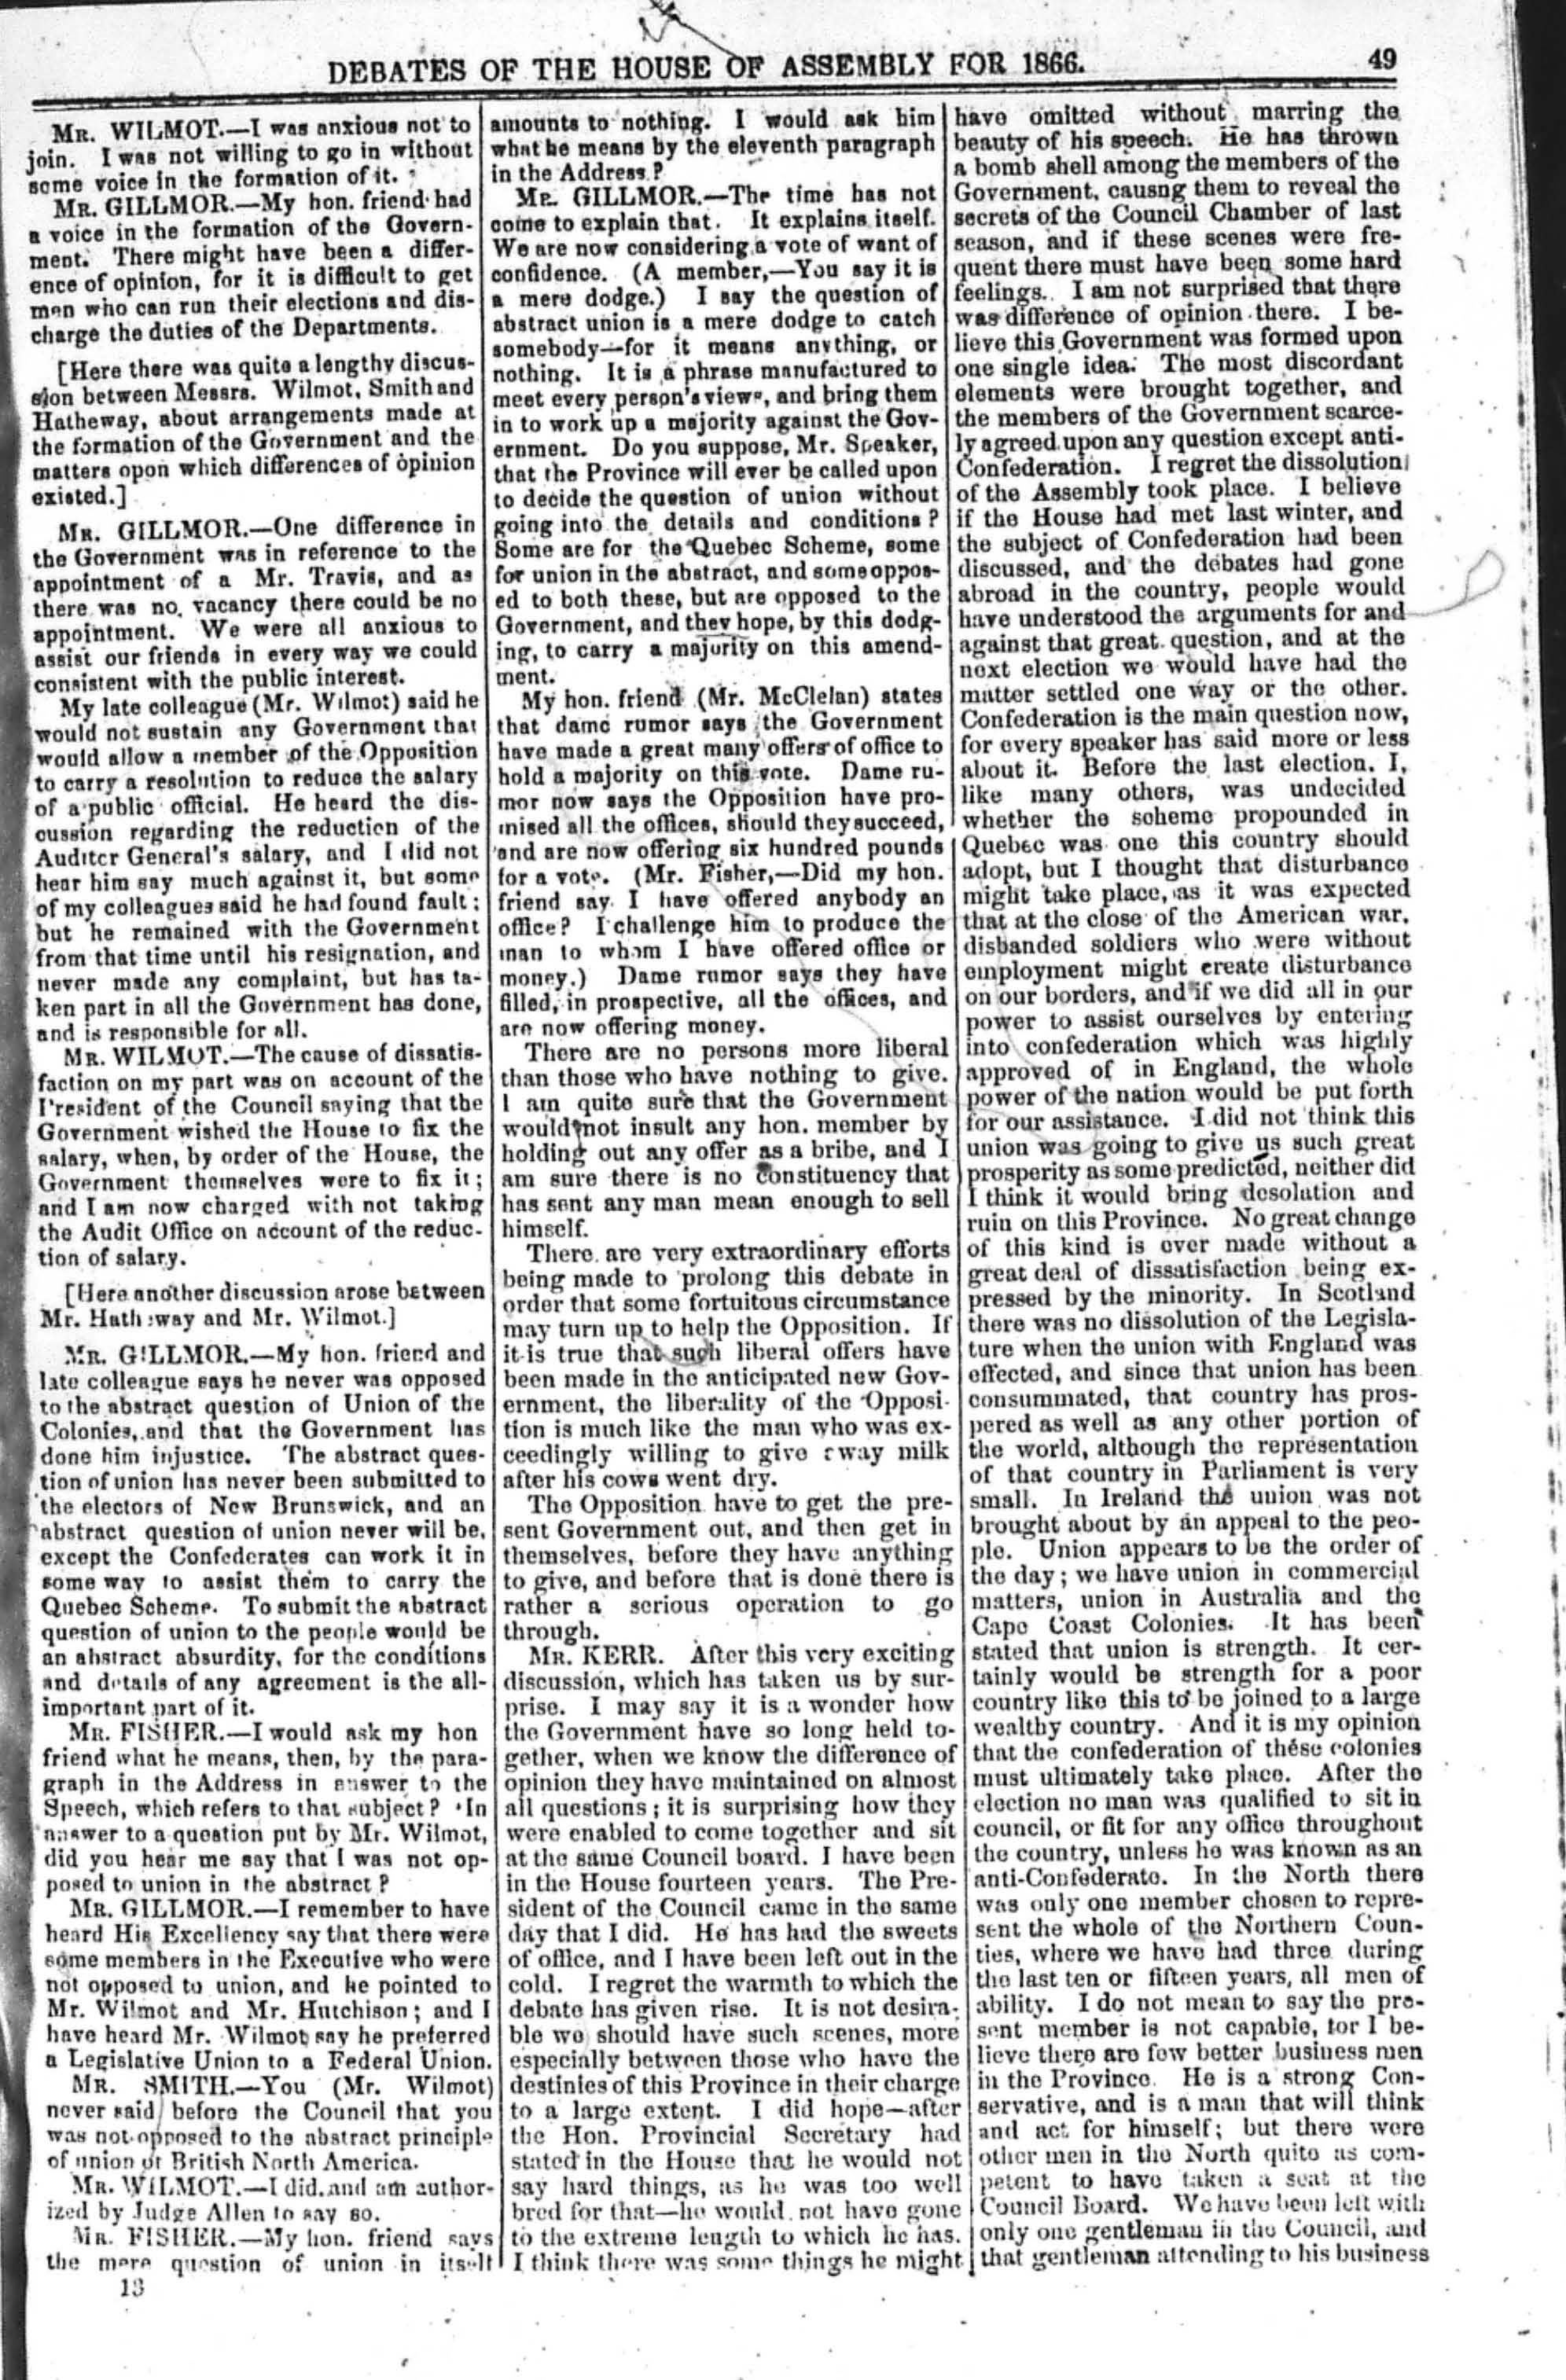 DEBATES OF THE HOUSE OF ASSEMBLY FOR 1866. 49
MR. WILMOT.—I was anxious not to
join. I was not willing to go in without
some voice in the formation of it.
MR. GILLMOR.—My hon. friend had
a voice in the formation of the Govern-
ment. There might have been a differ-
ence of opinion, for it is difficult to get
men who can run their elections and dis-
charge the duties of the Departments.
[Here there was quite a lengthy discus-
sion between Messrs. Wilmot, Smith and
Hatheway, about arrangements made at
the formation of the Government and the
matters opon which differences of opinion
existed.]
MR. GILLMOR.—One difference in
the Government was in reference to the
appointment of a Mr. Travis, and as
there was no vacancy there could be no
appointment. We were all anxious to
assist our friends in every way we could
consistent with the public interest.
My late colleague (Mr. Wilmot) said he
would not sustain any Government that
would allow a member of the Opposition
to carry a resolution to reduce the salary
of a public official. He heard the dis-
cussion regarding the reduction of the
Auditor General's salary, and I did not
hear him say much against it, but some
of my colleagues said he had found fault;
but he remained with the Government
from that time until his resignation, and
never made any complaint, but has ta-
ken part in all the Government has done,
and is responsible for all.
MR. WILMOT.—The cause of dissatis-
faction on my part was on account of the
President of the Council saying that the
Government wished the House to fix the
salary, when, by order of the House, the
Government themselves were to fix it;
and I am now charged with not taking
the Audit Office on account of the reduc-
tion of salary.
[Here another discussion arose between
Mr. Hatheway and Mr. Wilmot.]
MR. GILLMOR.—My hon. friend and
late colleague says he never was opposed
to the abstract question of Union of the
Colonies, and that the Government has
done him injustice. The abstract ques-
tion of union has never been submitted to
the electors of New Brunswick, and an
abstract question of union never will be,
except the Confederates can work it in
some way to assist them to carry the
Quebec Scheme. To submit the abstract
question of union to the people would be
an abstract absurdity, for the conditions
and details of any agreement is the all-
important part of it.
MR. FISHER.—I would ask my hon
friend what he means, then, by the para-
graph in the Address in answer to the
Speech, which refers to that subject? In
answer to a question put by Mr. Wilmot,
did you hear me say that I was not op-
posed to union in the abstract?
MR. GILLMOR.—I remember to have
heard His Excellency say that there were
some members in the Executive who were
not opposed to union, and he pointed to
Mr. Wilmot and Mr. Hutchison; and I
have heard Mr. Wilmot say he preferred
a Legislative Union to a Federal Union.
MR. SMITH.—You (Mr. Wilmot)
never said before the Council that you
was not opposed to the abstract principle
of union of British North America.
MR. WILMOT.—I did, and am author-
ized by Judge Allen to say so.
MR. FISHER.—My hon. friend says
the mere question of union in itself
13
amounts to nothing. I would ask him
what he means by the eleventh paragraph
in the Address?
MR. GILLMOR.—The time has not
come to explain that. It explains itself.
We are now considering a vote of want of
confidence. (A member,—You say it is
a mere dodge.) I say the question of
abstract union is a mere dodge to catch
somebody—for it means anything, or
nothing. It is a phrase manufactured to
meet every person's views, and bring them
in to work up a majority against the Gov-
ernment. Do you suppose, Mr. Speaker,
that the Province will ever be called upon
to decide the question of union without
going into the details and conditions?
Some are for the Quebec Scheme, some
for union in the abstract, and some oppos-
ed to both these, but are opposed to the
Government, and they hope, by this dodg-
ing, to carry a majority on this amend-
ment.
My hon. friend (Mr. McClelan) states
that dame rumor says the Government
have made a great many offers of office to
hold a majority on this vote. Dame ru-
mor now says the Opposition have pro-
mised all the offices, should they succeed,
and are now offering six hundred pounds
for a vote. (Mr. Fisher,—Did my hon.
friend say I have offered anybody an
office? I challenge him to produce the
man to whom I have offered office or
money.) Dame rumor says they have
filled, in prospective, all the offices, and
are now offering money.
There are no persons more liberal
than those who have nothing to give.
I am quite sure that the Government
would not insult any hon. member by
holding out any offer as a bribe, and I
am sure there is no constituency that
has sent any man mean enough to sell
himself.
There are very extraordinary efforts
being made to prolong this debate in
order that some fortuitous circumstance
may turn up to help the Opposition. If
it is true that such liberal offers have
been made in the anticipated new Gov-
ernment, the liberality of the Opposi-
tion is much like the man who was ex-
ceedingly willing to give away milk
after his cows went dry.
The Opposition have to get the pre-
sent Government out, and then get in
themselves, before they have anything
to give, and before that is done there is
rather a serious operation to go
through.
MR. KERR. After this very exciting
discussion, which has taken us by sur-
prise. I may say it is a wonder how
the Government have so long held to-
gether, when we know the difference of
opinion they have maintained on almost
all questions; it is surprising how they
were enabled to come together and sit
at the same Council board. I have been
in the House fourteen years. The Pre-
sident of the Council came in the same
day that I did. He has had the sweets
of office, and I have been left out in the
cold. I regret the warmth to which the
debate has given rise. It is not desira-
ble we should have such scenes, more
especially between those who have the
destinies of this Province in their charge
to a large extent. I did hope—after
the Hon. Provincial Secretary had
stated in the House that he would not
say hard things, as he was too well
bred for that—he would not have gone
to the extreme length to which he has.
I think there was some things he might
have omitted without marring the
beauty of his speech. He has thrown
a bomb shell among the members of the
Government, causng them to reveal the
secrets of the Council Chamber of last
season, and if these scenes were fre-
quent there must have been some hard
feelings. I am not surprised that there
was difference of opinion there. I be-
lieve this Government was formed upon
one single idea. The most discordant
elements were brought together, and
the members of the Government scarce-
ly agreed upon any question except anti-
Confederation. I regret the dissolution
of the Assembly took place. I believe
if the House had met last winter, and
the subject of Confederation had been
discussed, and the debates had gone
abroad in the country, people would
have understood the arguments for and
against that great question, and at the
next election we would have had the
matter settled one way or the other.
Confederation is the main question now,
for every speaker has said more or less
about it. Before the last election, I,
like many others, was undecided
whether the scheme propounded in
Quebec was one this country should
adopt, but I thought that disturbance
might take place, as it was expected
that at the close of the American war,
disbanded soldiers who were without
employment might create disturbance
on our borders, and if we did all in our
power to assist ourselves by entering
into confederation which was highly
approved of in England, the whole
power of the nation would be put forth
for our assistance. I did not think this
union was going to give us such great
prosperity as some predicted, neither did
I think it would bring desolation and
ruin on this Province. No great change
of this kind is ever made without a
great deal of dissatisfaction being ex-
pressed by the minority. In Scotland
there was no dissolution of the Legisla-
ture when the union with England was
effected, and since that union has been
consummated, that country has pros-
pered as well as any other portion of
the world, although the representation
of that country in Parliament is very
small. In Ireland the union was not
brought about by an appeal to the peo-
ple. Union appears to be the order of
the day; we have union in commercial
matters, union in Australia and the
Cape Coast Colonies. It has been
stated that union is strength. It cer-
tainly would be strength for a poor
country like this to be joined to a large
wealthy country. And it is my opinion
that the confederation of these colonies
must ultimately take place. After the
election no man was qualified to sit in
council, or fit for any office throughout
the country, unless he was known as an
anti-Confederate. In the North there
was only one member chosen to repre-
sent the whole of the Northern Coun-
ties, where we have had three during
the last ten or fifteen years, all men of
ability. I do not mean to say the pre-
sent member is not capable, for I be-
lieve there are few better business men
in the Province. He is a strong Con-
servative, and is a man that will think
and act for himself; but there were
other men in the North quite as com-
petent to have taken a seat at the
Council Board. We have been left with
only one gentleman in the Council, and
that gentleman attending to his business